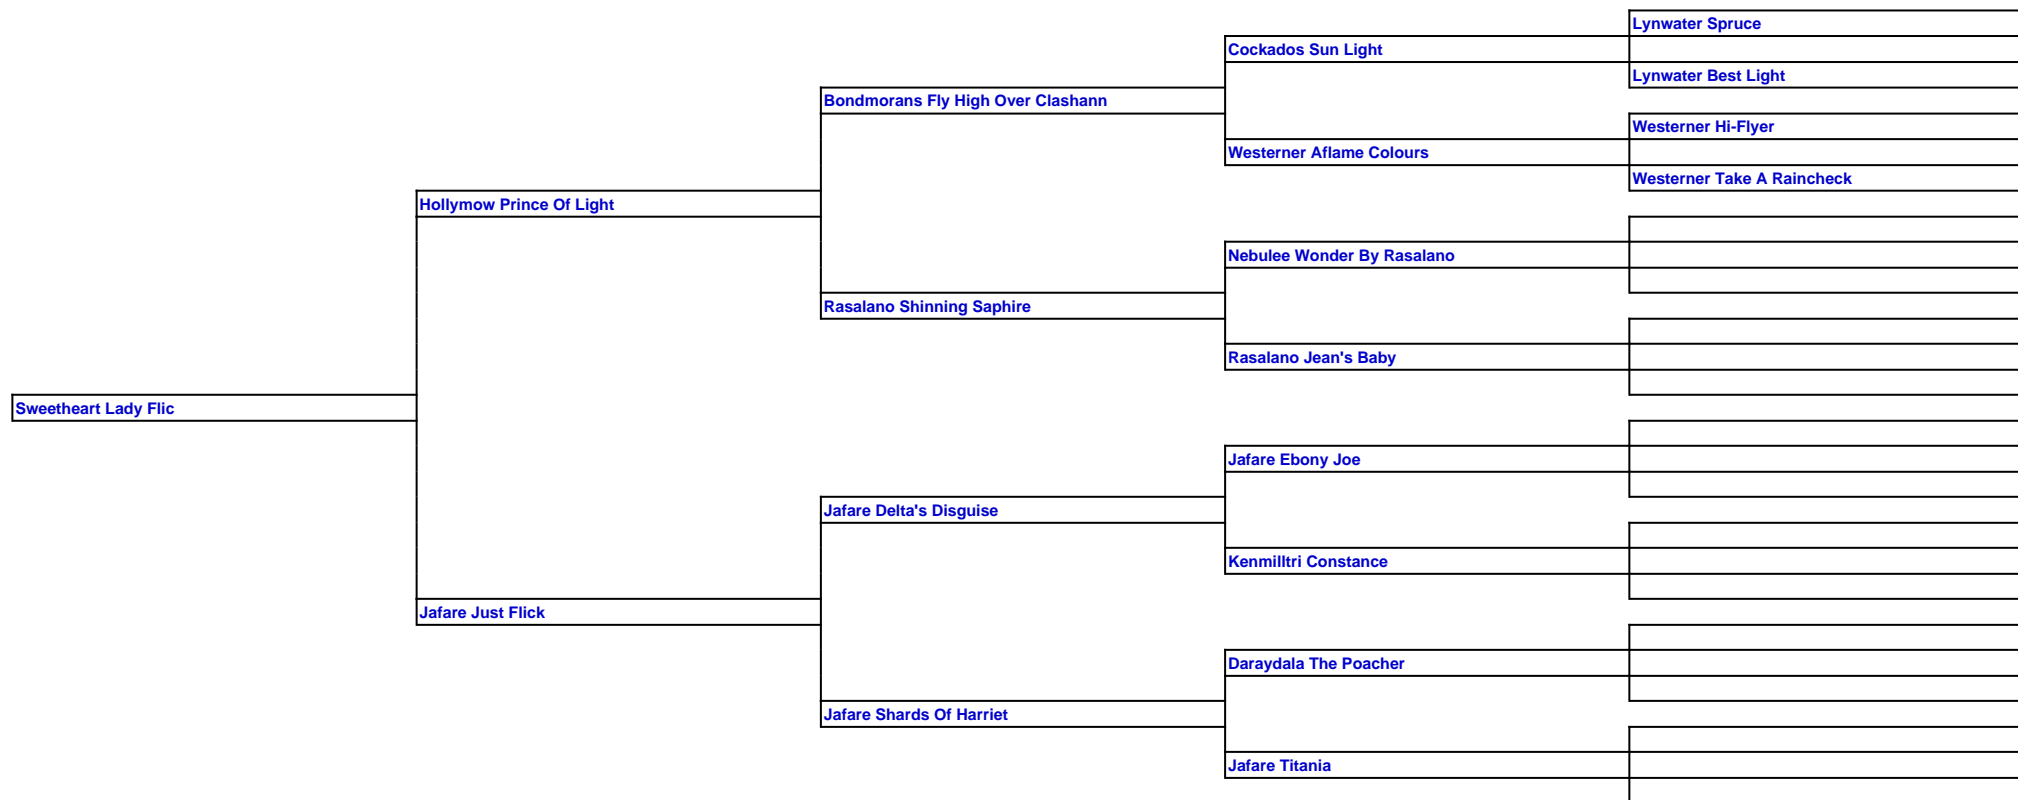 Lynwater Spruce
Cockados Sun Light
Lynwater Best Light
Bondmorans Fly High Over Clashann
Westerner Hi-Flyer
Westerner Aflame Colours
Westerner Take A Raincheck
Hollymow Prince Of Light
Nebulee Wonder By Rasalano
Rasalano Shinning Saphire
Rasalano Jean's Baby
Sweetheart Lady Flic
Jafare Ebony Joe
Jafare Delta's Disguise
Kenmilltri Constance
Jafare Just Flick
Daraydala The Poacher
Jafare Shards Of Harriet
Jafare Titania